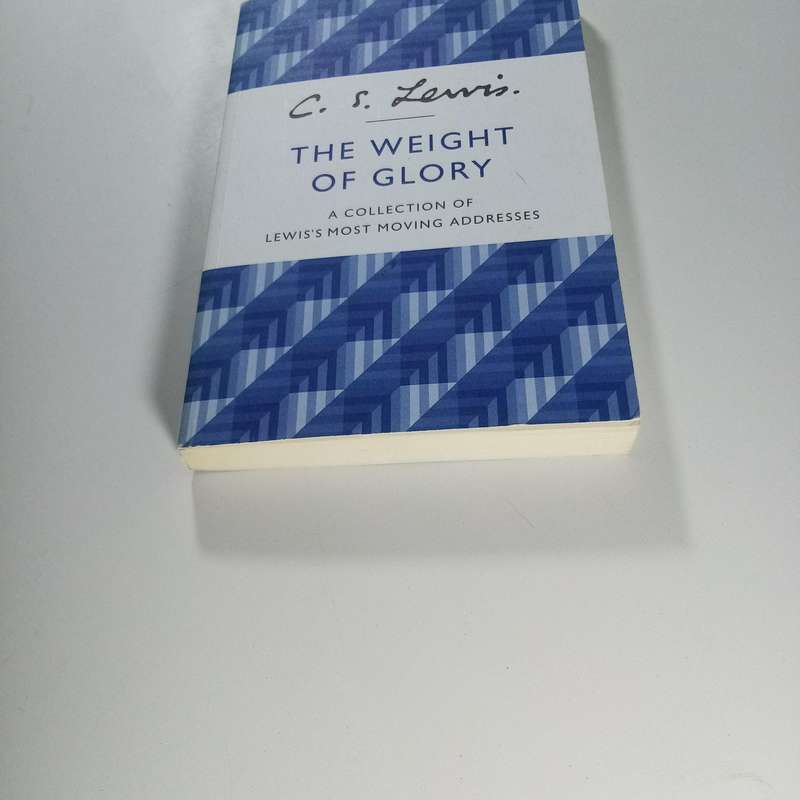 C. S. Lewis.
THE WEIGHT
OF GLORY
A COLLECTION OF
LEWIS'S MOST MOVING ADDRESSES